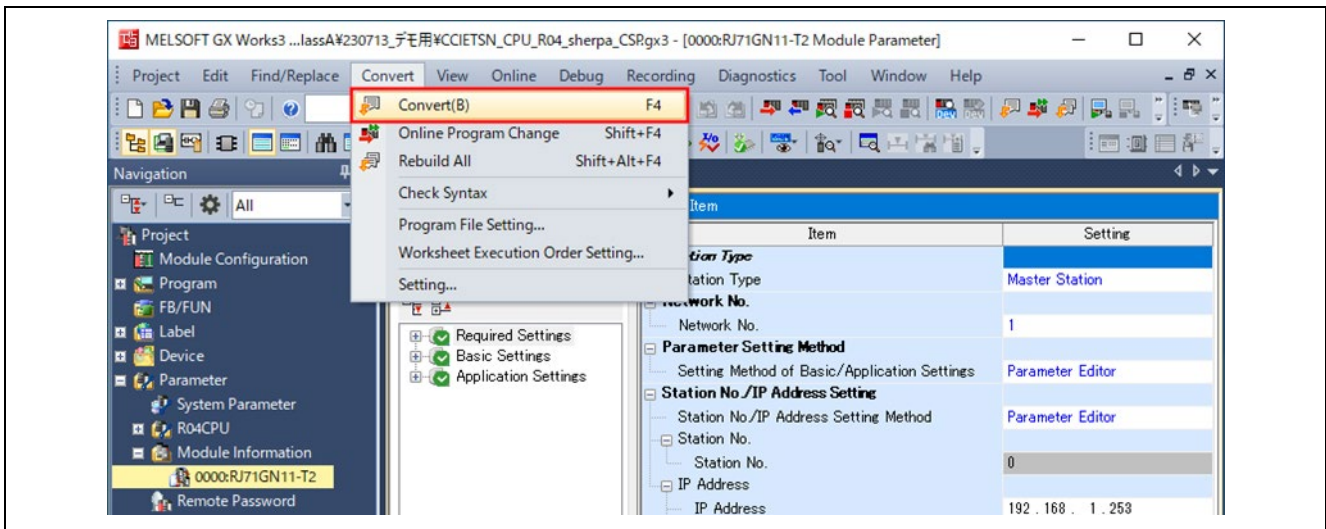 MELSOFT GX Works3 ...lassA¥230713_デモ用¥CCIETSN_CPU_R04_sherpa_CSP.gx3 - [0000:RJ71GN11-T2 Module Parameter]
Project Edit Find/Replace Convert View Online Debug Recording Diagnostics Tool Window Help
Convert(B) F4
Online Program Change Shift+F4
Rebuild All Shift+Alt+F4
Check Syntax
Program File Setting...
Worksheet Execution Order Setting...
Setting...
Navigation
All
Project
Module Configuration
Program
FB/FUN
Label
Device
Parameter
System Parameter
R04CPU
Module Information
0000:RJ71GN11-T2
Remote Password
Required Settings
Basic Settings
Application Settings
Item
Item Setting
tion Type
tation Type Master Station
Network No.
Network No. 1
Parameter Setting Method
Setting Method of Basic/Application Settings Parameter Editor
Station No./IP Address Setting
Station No./IP Address Setting Method Parameter Editor
Station No.
Station No. 0
IP Address
IP Address 192 . 168 . 1 . 253